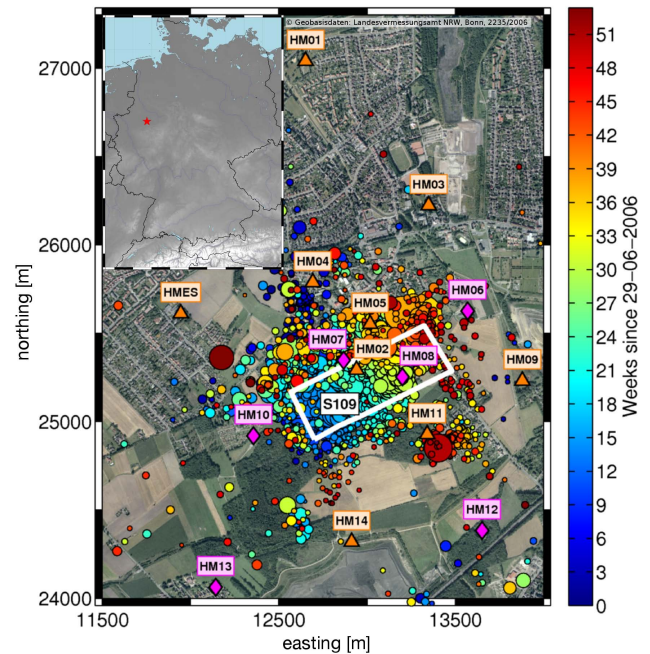 © Geobasisdaten: Landesvermessungsamt NRW, Bonn, 2235/2006
HM01
HM03
HM04
HMES
HM05
HM06
HM07
HM02
HM08
HM09
S109
HM10
HM11
HM14
HM12
HM13
27000
26000
25000
24000
northing [m]
11500
12500
13500
easting [m]
51
48
45
42
39
36
33
30
27
24
21
18
15
12
9
6
3
0
Weeks since 29−06−2006